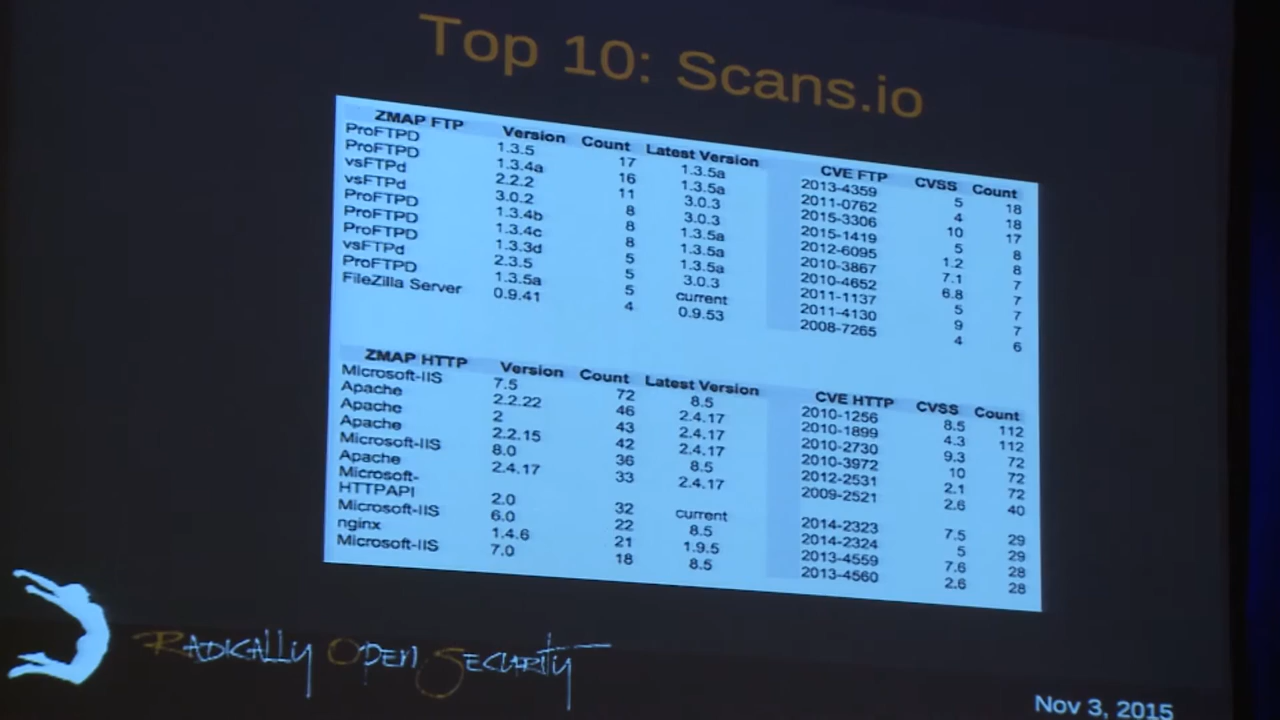 Top 10: Scans.io
ZMAP FTP Version Count Latest Version CVE FTP CVSS Count
ProFTPD 1.3.5 17 1.3.5a 2013-4359 5 18
ProFTPD 1.3.4a 16 1.3.5a 2011-0762 4 18
vsFTPd 2.2.2 11 3.0.3 2015-3306 10 17
vsFTPd 3.0.2 8 3.0.3 2015-1419 5 8
ProFTPD 1.3.4b 8 1.3.5a 2012-6095 1.2 8
ProFTPD 1.3.4c 8 1.3.5a 2010-3867 7.1 7
ProFTPD 1.3.3d 5 1.3.5a 2010-4652 6.8 7
vsFTPd 2.3.5 5 3.0.3 2011-1137 5 7
ProFTPD 1.3.5a 5 current 2011-4130 9 7
FileZilla Server 0.9.41 4 0.9.53 2008-7265 4 6
ZMAP HTTP Version Count Latest Version CVE HTTP CVSS Count
Microsoft-IIS 7.5 72 8.5 2010-1256 8.5 112
Apache 2.2.22 46 2.4.17 2010-1899 4.3 112
Apache 2 43 2.4.17 2010-2730 9.3 72
Apache 2.2.15 42 2.4.17 2010-3972 10 72
Microsoft-IIS 8.0 36 8.5 2012-2531 2.1 72
Apache 2.4.17 33 2.4.17 2009-2521 2.6 40
Microsoft-
HTTPAPI 2.0 32 current 2014-2323 7.5 29
Microsoft-IIS 6.0 22 8.5 2014-2324 5 29
nginx 1.4.6 21 1.9.5 2013-4559 7.6 28
Microsoft-IIS 7.0 18 8.5 2013-4560 2.6 28
Radically Open Security
Nov 3, 2015